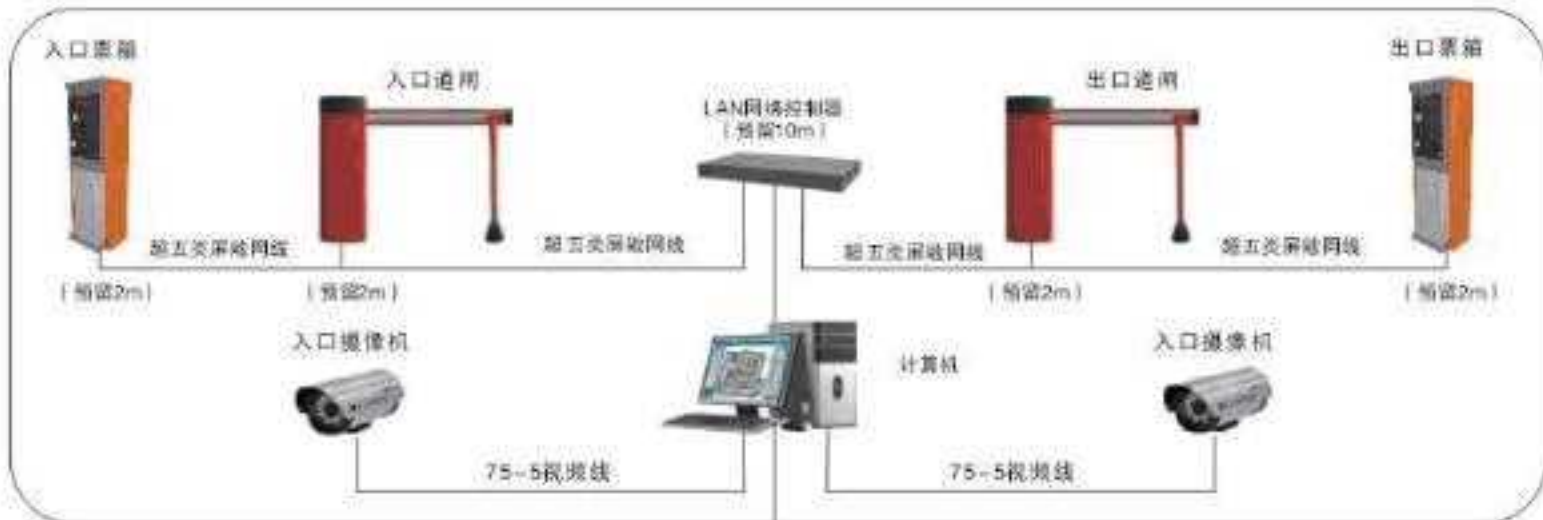 入口票箱
出口票箱
入口道闸
出口道闸
LAN网络控制器
（预留10m）
超五类屏蔽网线
超五类屏蔽网线
超五类屏蔽网线
超五类屏蔽网线
（预留2m）
（预留2m）
（预留2m）
（预留2m）
入口摄像机
入口摄像机
计算机
75-5视频线
75-5视频线